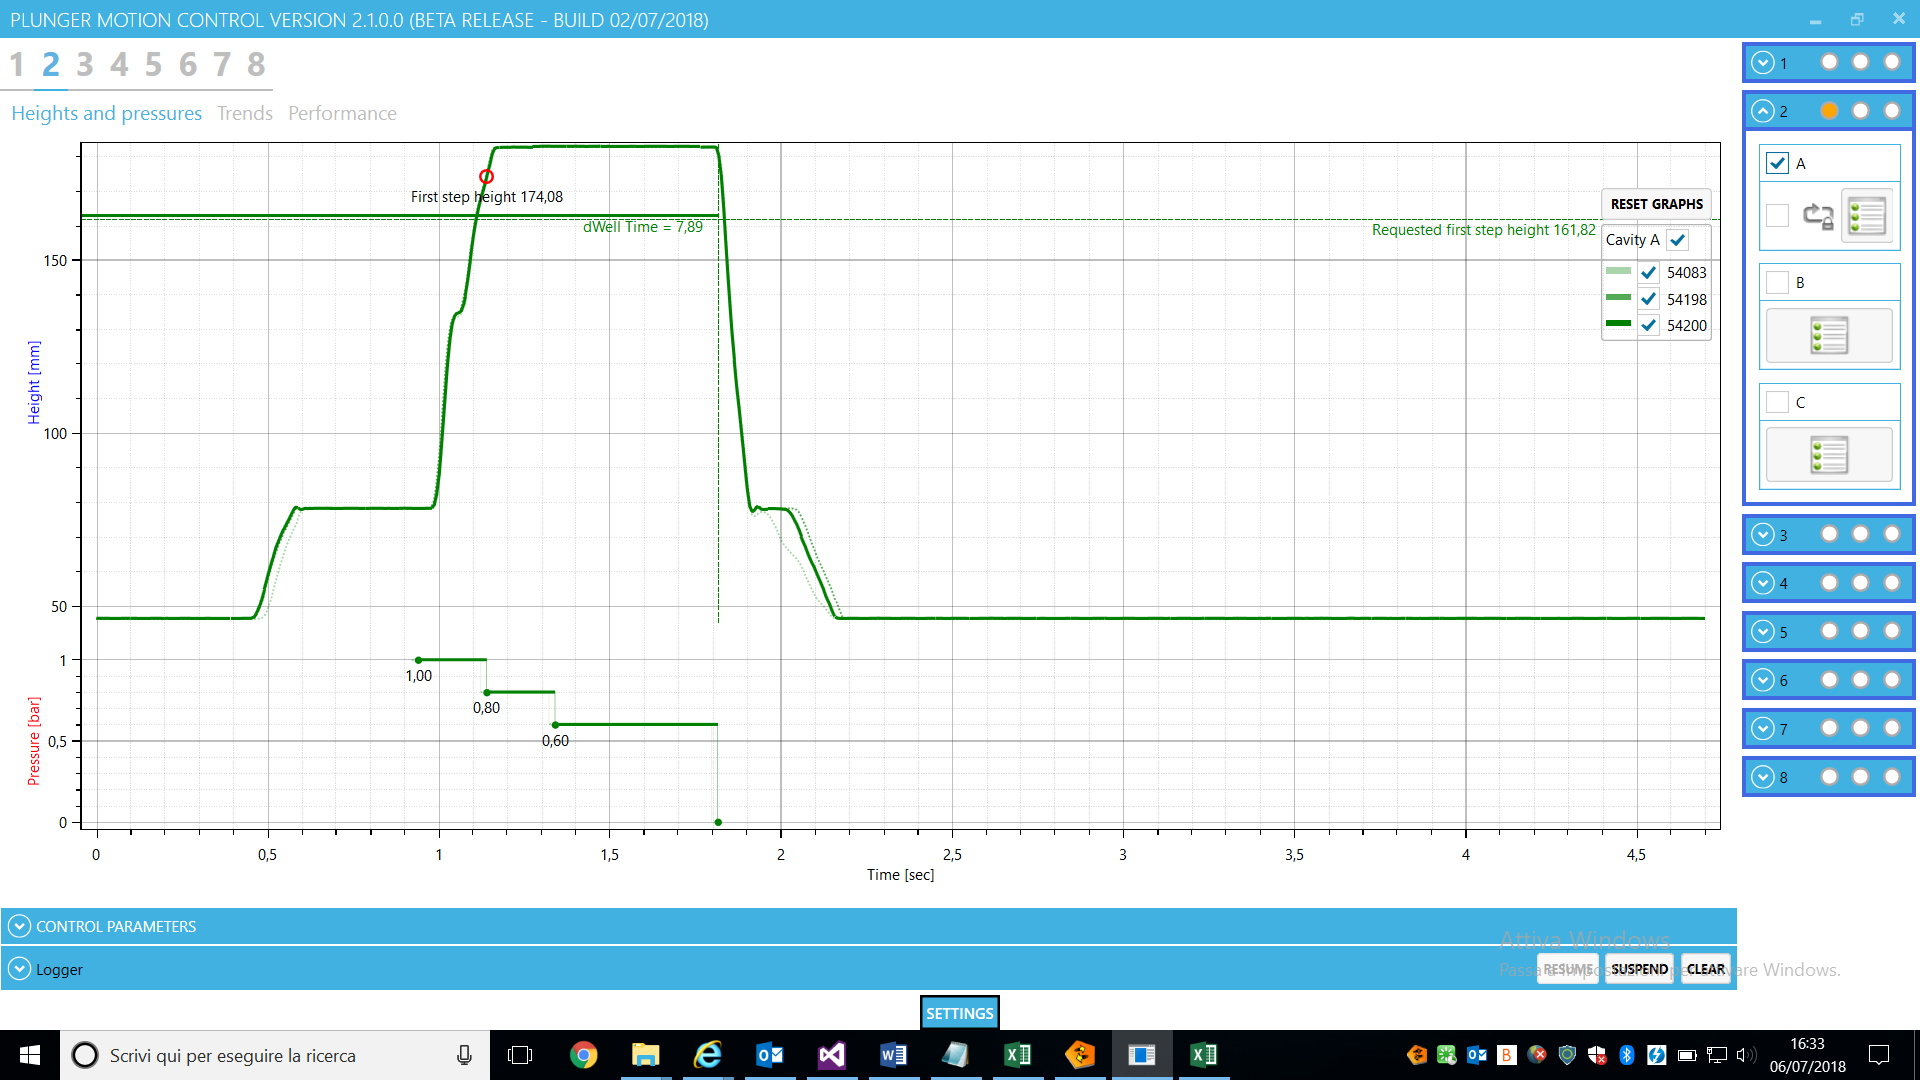 PLUNGER MOTION CONTROL VERSION 2.1.0.0 (BETA RELEASE - BUILD 02/07/2018)
1 2 3 4 5 6 7 8
Heights and pressures Trends Performance
First step height 174,08
dWell Time = 7,89
Requested first step height 161,82
RESET GRAPHS
Cavity A
54083
54198
54200
Height [mm]
150
100
50
Pressure [bar]
1
0,5
0
1,00
0,80
0,60
0 0,5 1 1,5 2 2,5 3 3,5 4 4,5
Time [sec]
1
2
A
B
C
3
4
5
6
7
8
CONTROL PARAMETERS
Logger
RESUME SUSPEND CLEAR
Attiva Windows
SETTINGS
Scrivi qui per eseguire la ricerca
16:33
06/07/2018